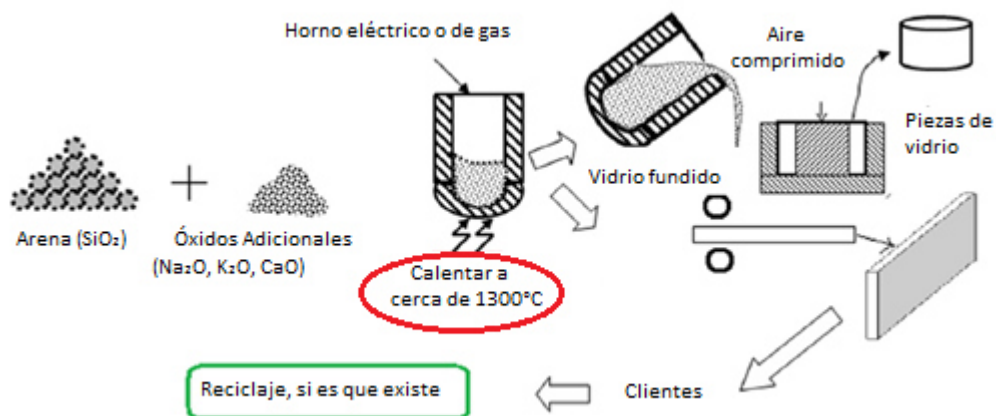 Horno eléctrico o de gas
Aire
comprimido
Piezas de
vidrio
Vidrio fundido
Arena (SiO₂)
Óxidos Adicionales
(Na₂O, K₂O, CaO)
Calentar a
cerca de 1300°C
Clientes
Reciclaje, si es que existe